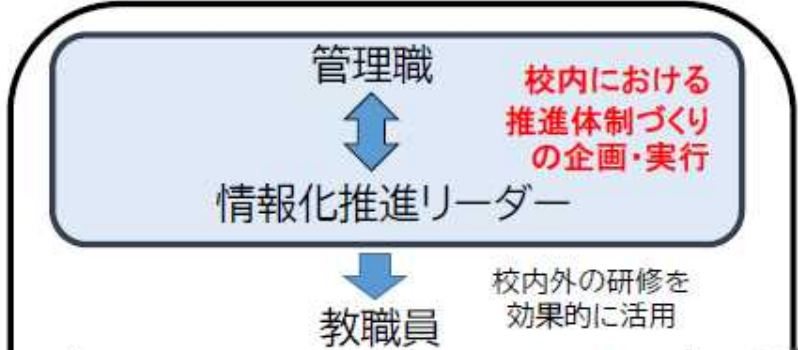 管理職
校内における
推進体制づくり
の企画・実行
情報化推進リーダー
校内外の研修を
効果的に活用
教職員